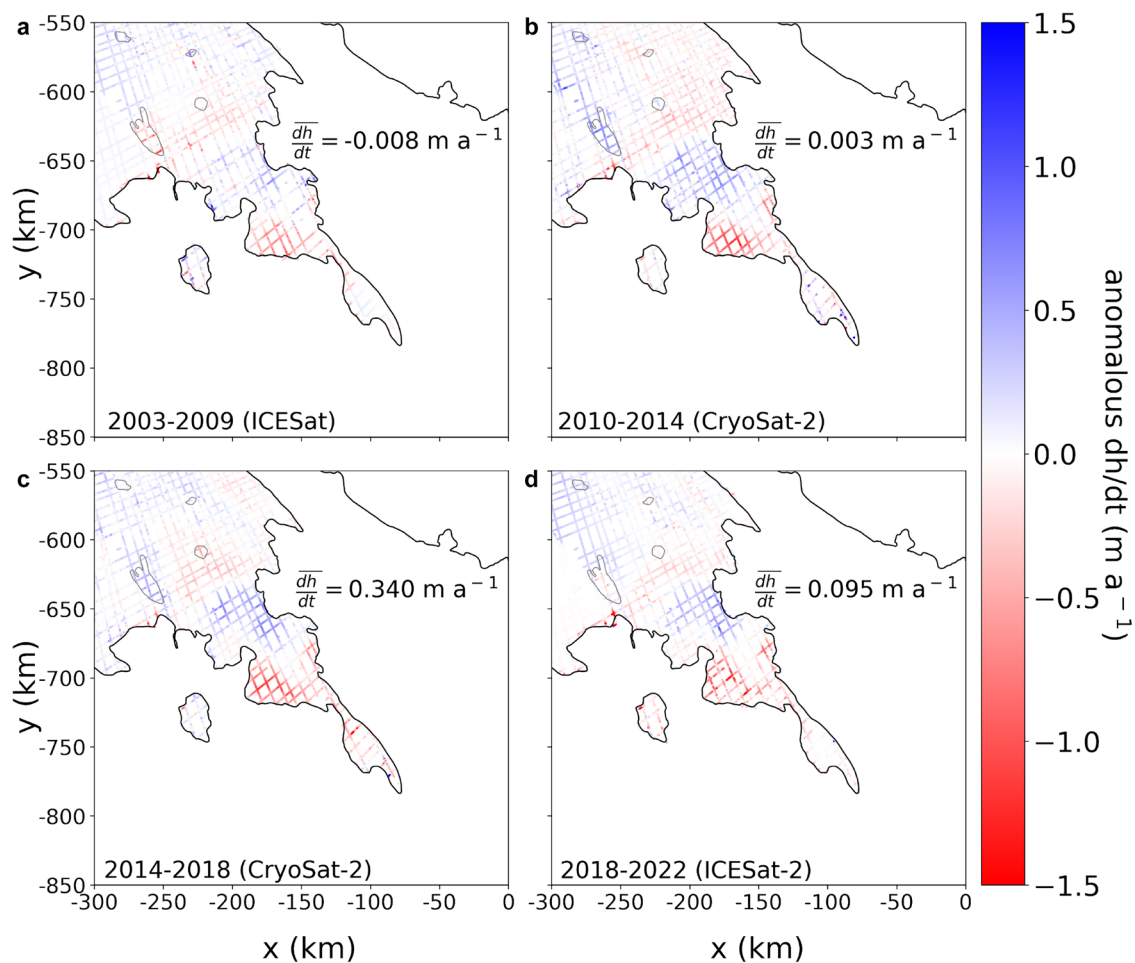 a
-550
-600
-650
-700
-750
-800
-850
y (km)
dh/dt = -0.008 m a⁻¹
2003-2009 (ICESat)
b
dh/dt = 0.003 m a⁻¹
2010-2014 (CryoSat-2)
c
-550
-600
-650
-700
-750
-800
-850
y (km)
dh/dt = 0.340 m a⁻¹
2014-2018 (CryoSat-2)
-300 -250 -200 -150 -100 -50 0
x (km)
d
dh/dt = 0.095 m a⁻¹
2018-2022 (ICESat-2)
-300 -250 -200 -150 -100 -50 0
x (km)
1.5
1.0
0.5
0.0
−0.5
−1.0
−1.5
anomalous dh/dt (m a⁻¹)